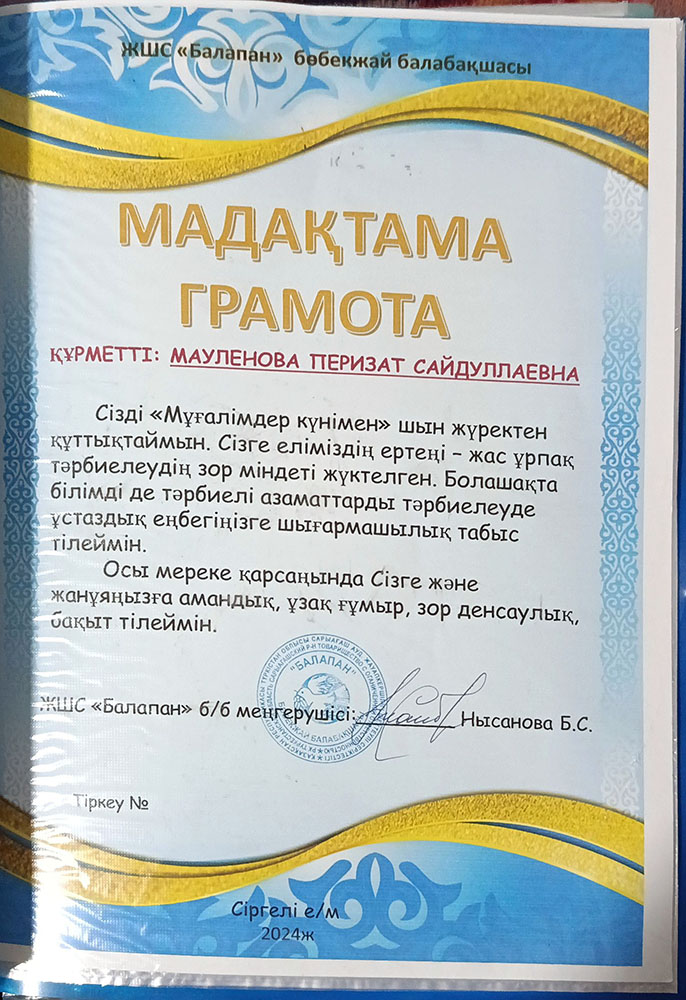 ЖШС «Балапан» бөбекжай балабақшасы
МАДАҚТАМА
ГРАМОТА
ҚҰРМЕТТІ: МАУЛЕНОВА ПЕРИЗАТ САЙДУЛЛАЕВНА
Сізді «Мұғалімдер күнімен» шын жүректен
құттықтаймын. Сізге еліміздің ертеңі – жас ұрпақ
тәрбиелеудің зор міндеті жүктелген. Болашақта
білімді де тәрбиелі азаматтарды тәрбиелеуде
ұстаздық еңбегіңізге шығармашылық табыс
тілеймін.
Осы мереке қарсаңында Сізге және
жанұяңызға амандық, ұзақ ғұмыр, зор денсаулық,
бақыт тілеймін.
"БАЛАПАН"
ЖШС «Балапан» б/б меңгерушісі: Нысанова Б.С.
Тіркеу №
Сіргелі е/м
2024ж